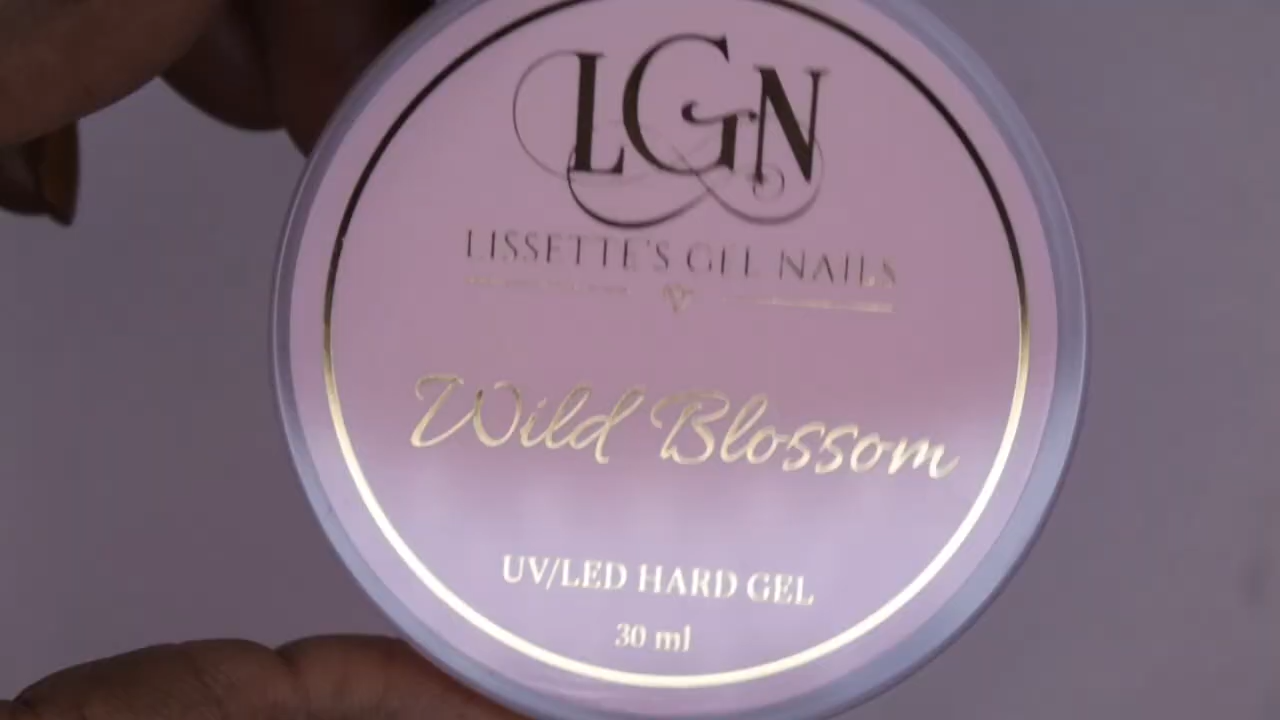 LGN
LISSETTE'S GEL NAILS
Wild Blossom
UV/LED HARD GEL
30 ml